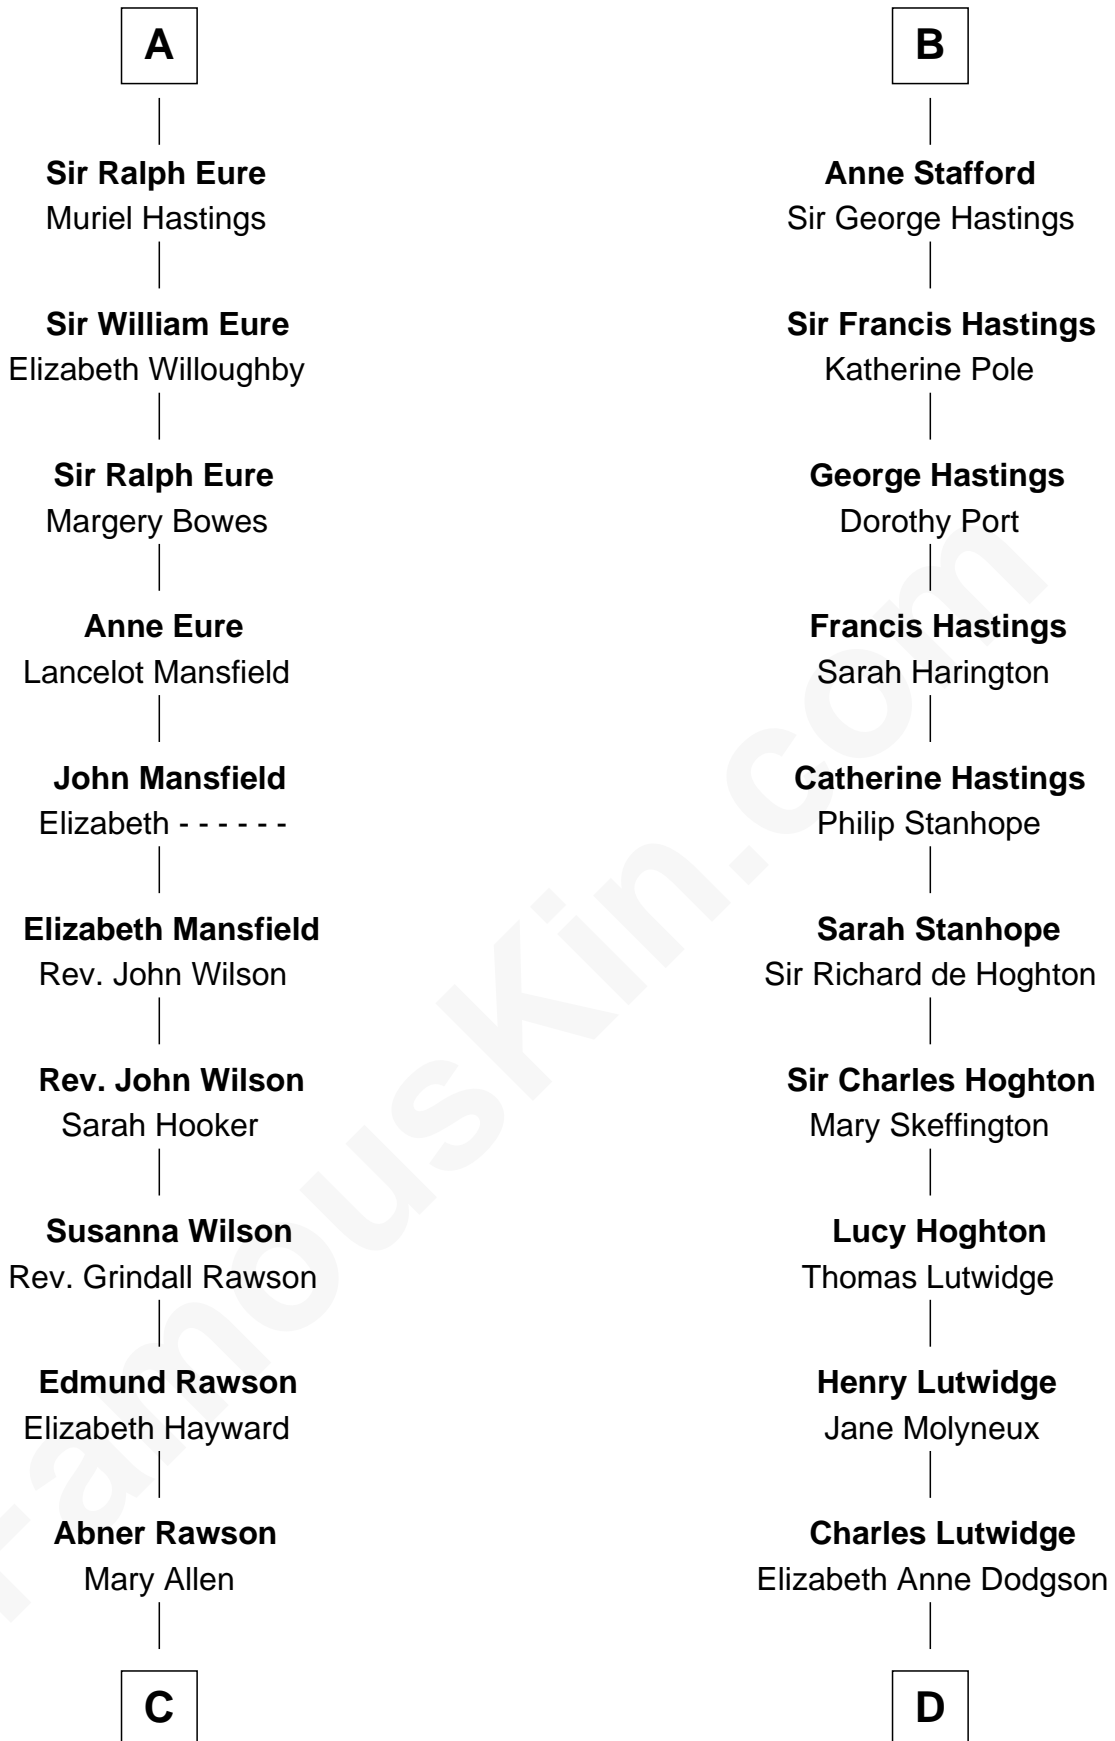 A
Sir Ralph Eure
Muriel Hastings
Sir William Eure
Elizabeth Willoughby
Sir Ralph Eure
Margery Bowes
Anne Eure
Lancelot Mansfield
John Mansfield
Elizabeth - - - - - -
Elizabeth Mansfield
Rev. John Wilson
Rev. John Wilson
Sarah Hooker
Susanna Wilson
Rev. Grindall Rawson
Edmund Rawson
Elizabeth Hayward
Abner Rawson
Mary Allen
C
B
Anne Stafford
Sir George Hastings
Sir Francis Hastings
Katherine Pole
George Hastings
Dorothy Port
Francis Hastings
Sarah Harington
Catherine Hastings
Philip Stanhope
Sarah Stanhope
Sir Richard de Hoghton
Sir Charles Hoghton
Mary Skeffington
Lucy Hoghton
Thomas Lutwidge
Henry Lutwidge
Jane Molyneux
Charles Lutwidge
Elizabeth Anne Dodgson
D
FamousKin.com